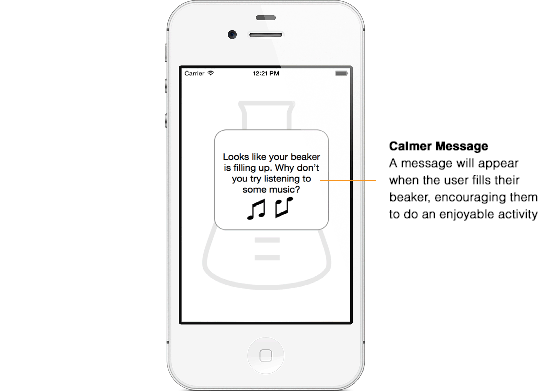 Carrier 12:21 PM
Looks like your beaker
is filling up. Why don't
you try listening to
some music?
Calmer Message
A message will appear
when the user fills their
beaker, encouraging them
to do an enjoyable activity